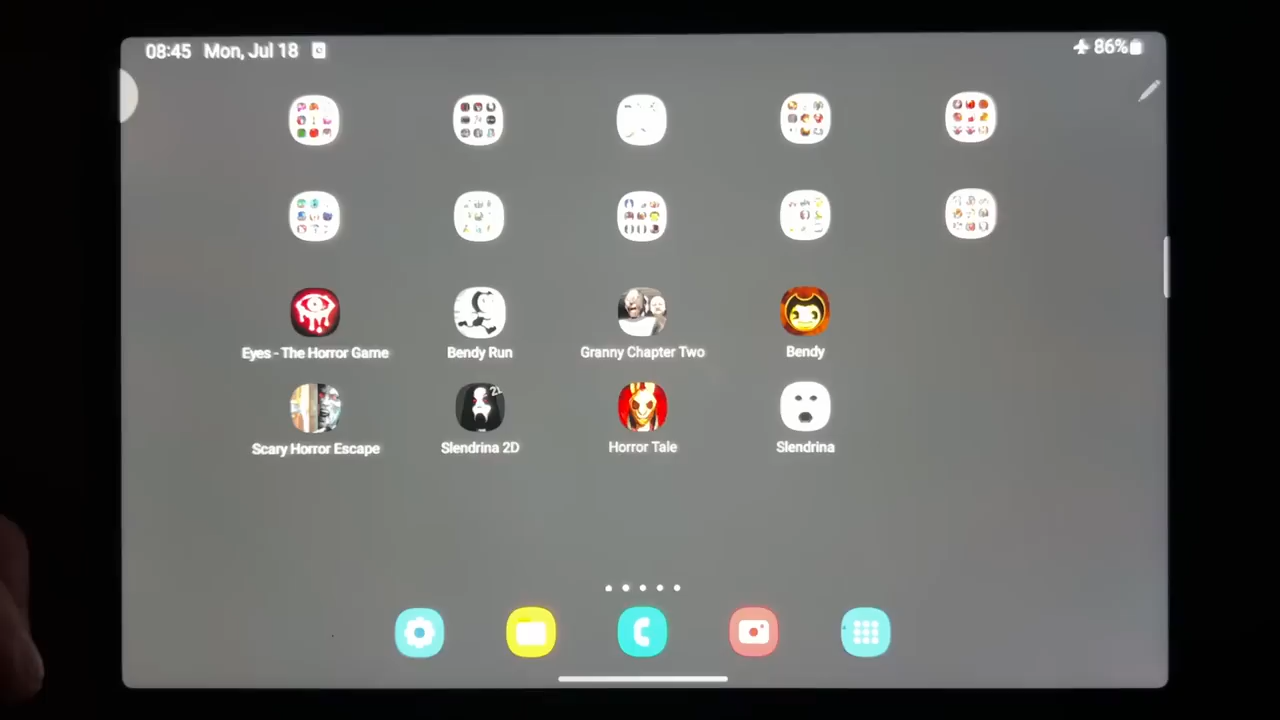 08:45 Mon, Jul 18
86%
Eyes - The Horror Game
Bendy Run
Granny Chapter Two
Bendy
Scary Horror Escape
Slendrina 2D
Horror Tale
Slendrina